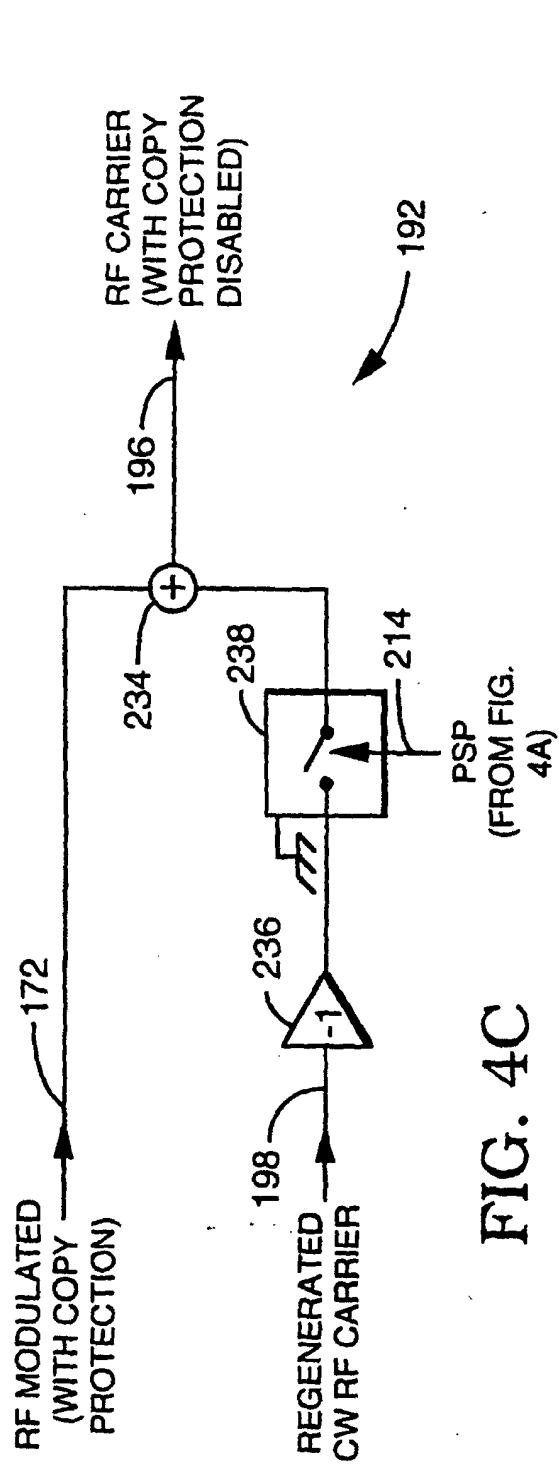 RF MODULATED
(WITH COPY
PROTECTION)
172
234
+
196
RF CARRIER
(WITH COPY
PROTECTION
DISABLED)
REGENERATED
CW RF CARRIER
198
236
-1
238
214
PSP
(FROM FIG.
4A)
192
FIG. 4C